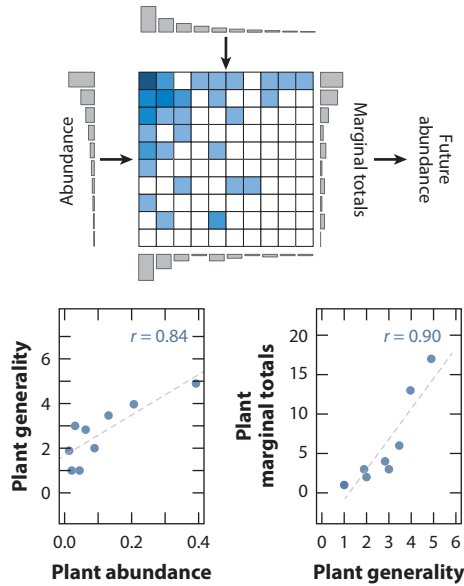 Abundance
Marginal totals
Future
abundance
r = 0.84
Plant generality
6
4
2
0
0.0 0.2 0.4
Plant abundance
r = 0.90
Plant
marginal totals
20
15
10
5
0
0 1 2 3 4 5 6
Plant generality